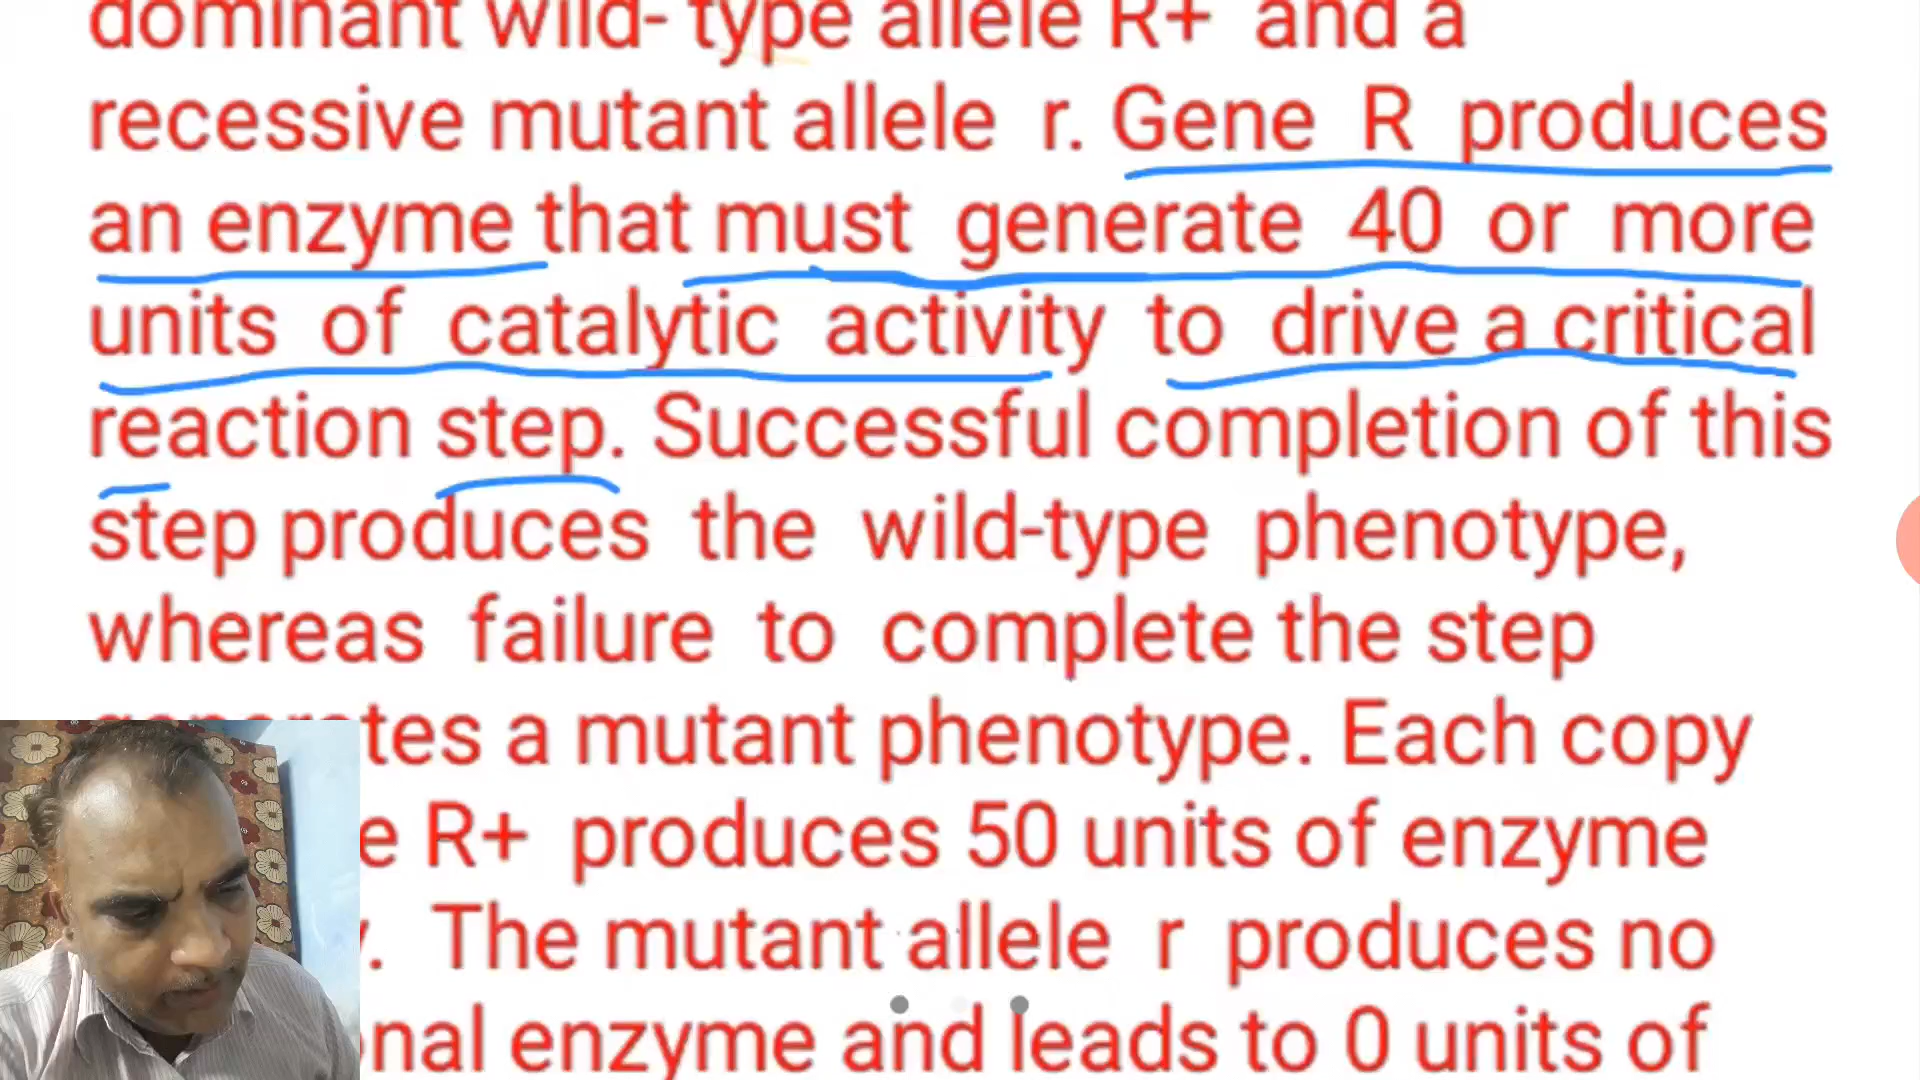 dominant wild- type allele R+ and a
recessive mutant allele r. Gene R produces
an enzyme that must generate 40 or more
units of catalytic activity to drive a critical
reaction step. Successful completion of this
step produces the wild-type phenotype,
whereas failure to complete the step
tes a mutant phenotype. Each copy
e R+ produces 50 units of enzyme
. The mutant allele r produces no
nal enzyme and leads to 0 units of